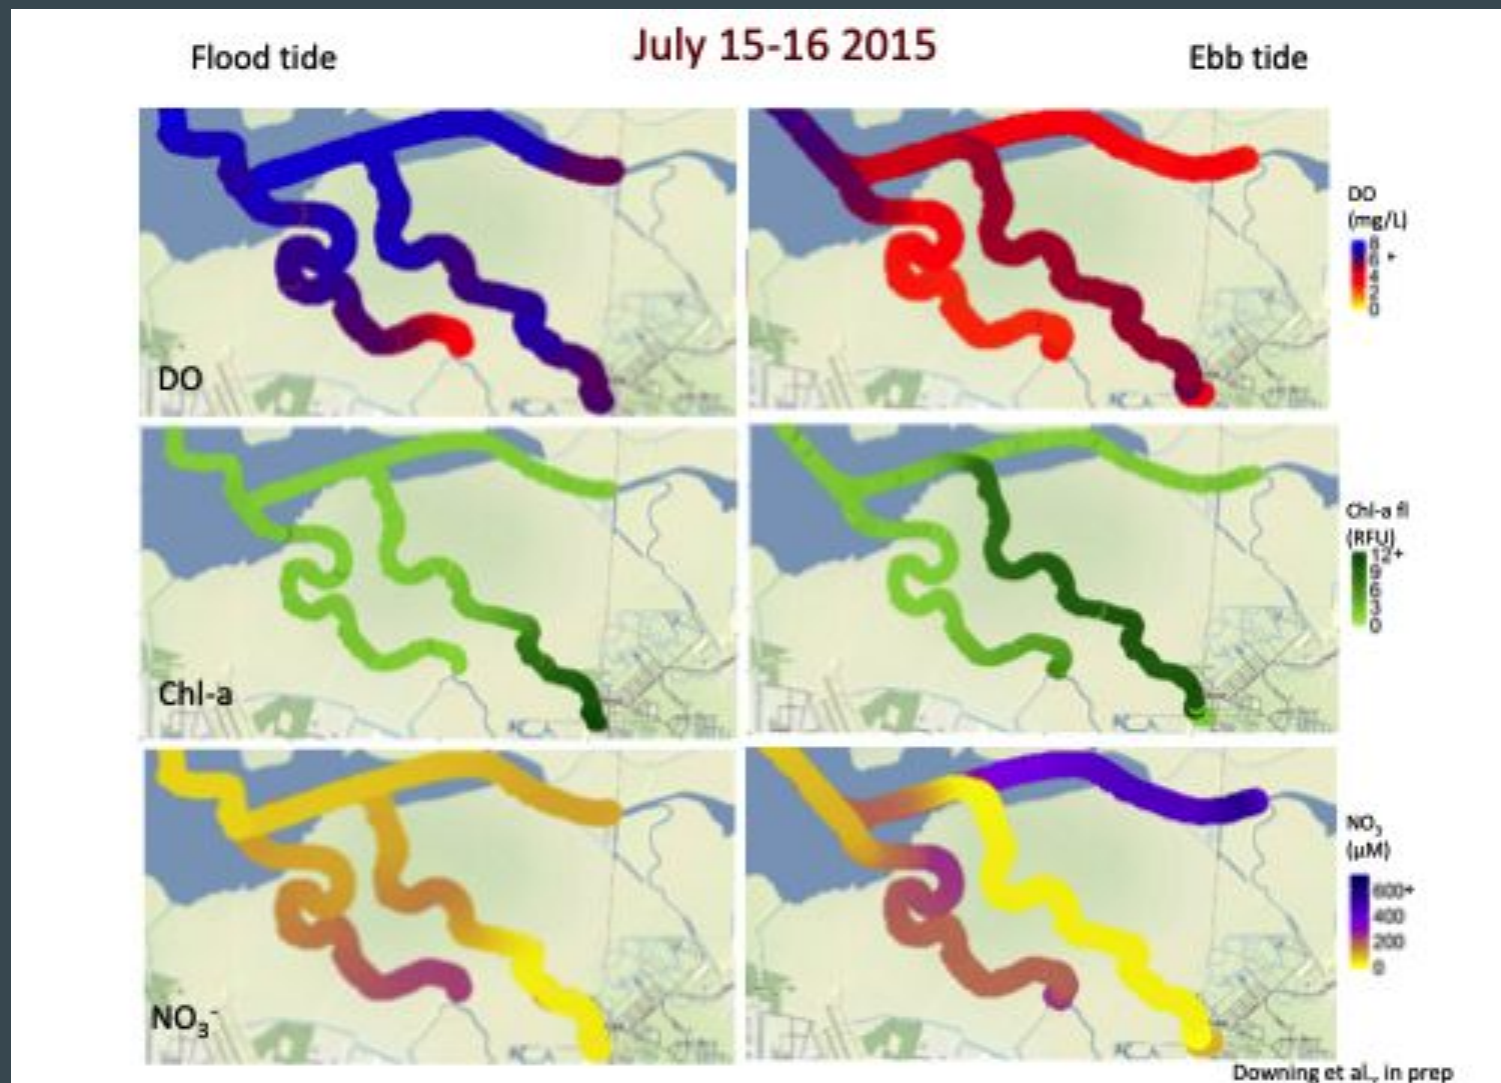 Flood tide
July 15-16 2015
Ebb tide
DO
(mg/L)
8
6 +
4
2
0
DO
Chl-a fl
(RFU)
12+
9
6
3
0
Chl-a
NO₃
(µM)
600+
400
200
0
NO₃⁻
Downing et al., in prep